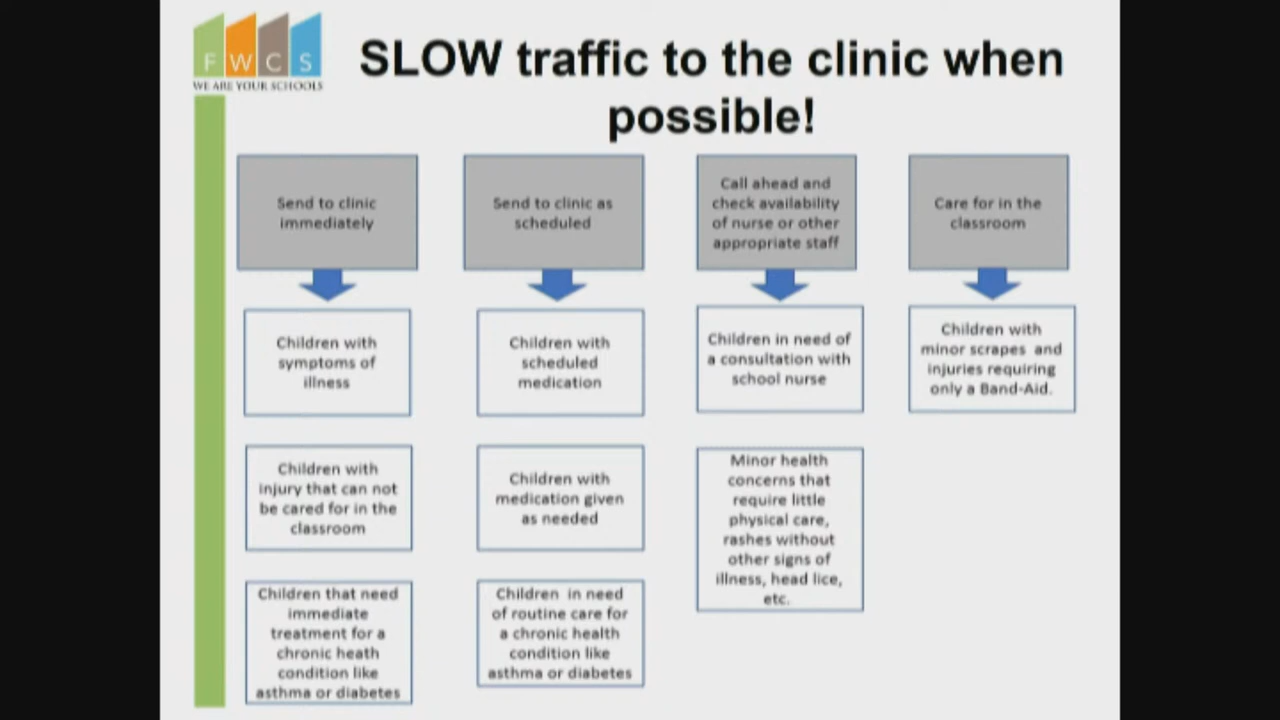 FWCS
WE ARE YOUR SCHOOLS
SLOW traffic to the clinic when
possible!
Send to clinic
immediately
Children with
symptoms of
illness
Children with
injury that can not
be cared for in the
classroom
Children that need
immediate
treatment for a
chronic heath
condition like
asthma or diabetes
Send to clinic as
scheduled
Children with
scheduled
medication
Children with
medication given
as needed
Children in need
of routine care for
a chronic health
condition like
asthma or diabetes
Call ahead and
check availability
of nurse or other
appropriate staff
Children in need of
a consultation with
school nurse
Minor health
concerns that
require little
physical care,
rashes without
other signs of
illness, head lice,
etc.
Care for in the
classroom
Children with
minor scrapes and
injuries requiring
only a Band-Aid.